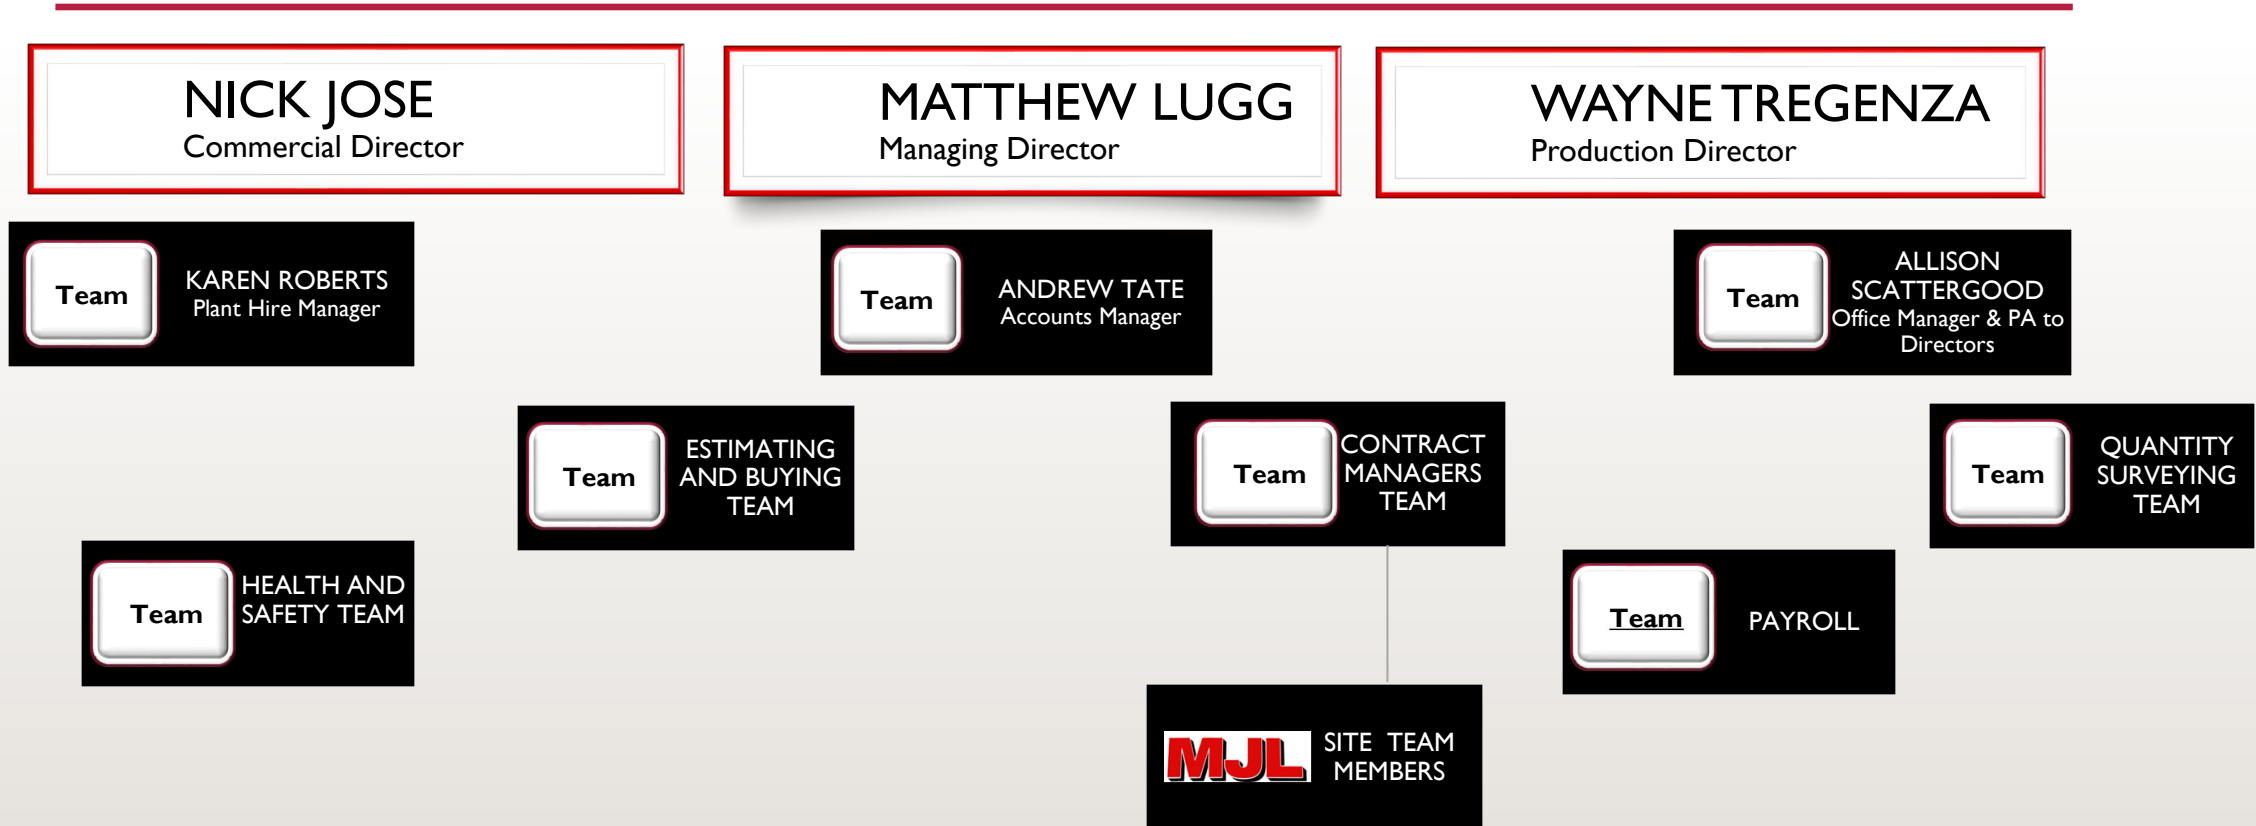 NICK JOSE
Commercial Director
MATTHEW LUGG
Managing Director
WAYNE TREGENZA
Production Director
Team
KAREN ROBERTS
Plant Hire Manager
Team
ANDREW TATE
Accounts Manager
Team
ALLISON
SCATTERGOOD
Office Manager & PA to
Directors
Team
ESTIMATING
AND BUYING
TEAM
Team
CONTRACT
MANAGERS
TEAM
Team
QUANTITY
SURVEYING
TEAM
Team
HEALTH AND
SAFETY TEAM
Team
PAYROLL
MJL
SITE TEAM
MEMBERS